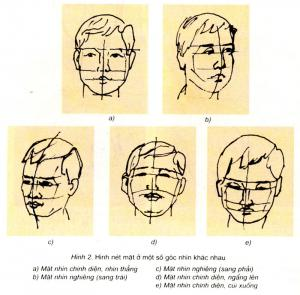 a)
b)
c)
d)
e)
Hình 2. Hình nét mặt ở một số góc nhìn khác nhau
a) Mặt nhìn chính diện, nhìn thẳng
b) Mặt nhìn nghiêng (sang trái)
c) Mặt nhìn nghiêng (sang phải)
d) Mặt nhìn chính diện, ngẩng lên
e) Mặt nhìn chính diện, cúi xuống